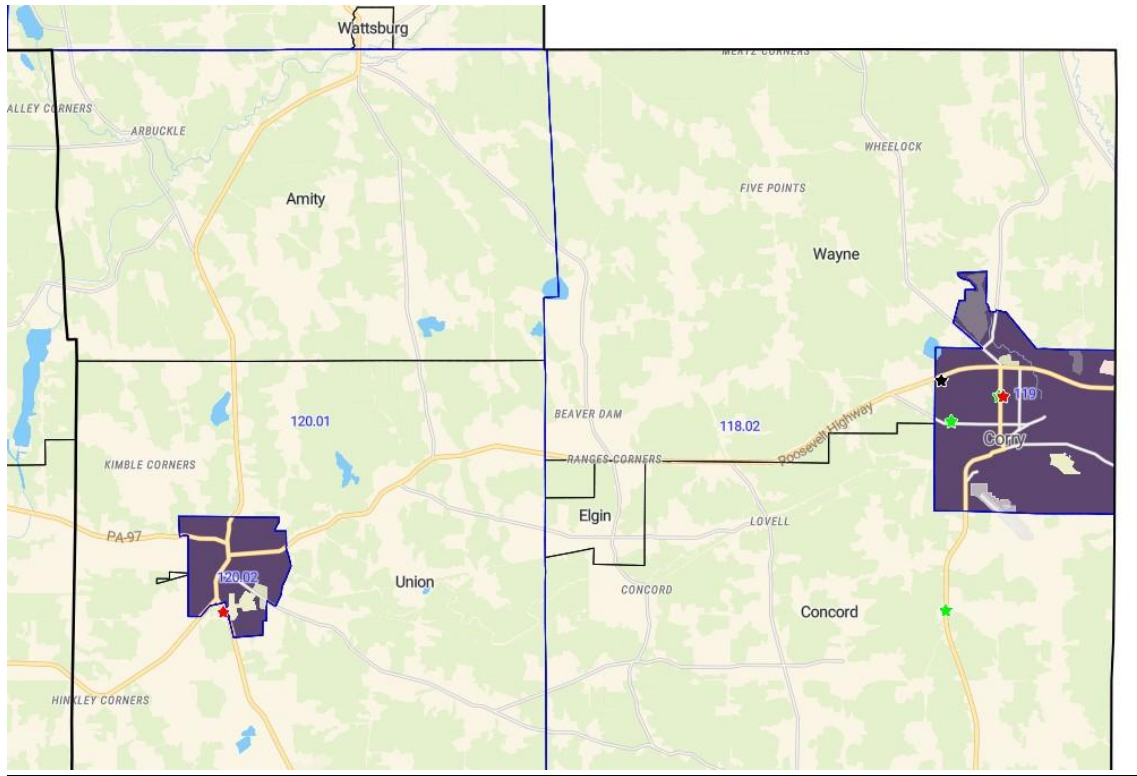 Wattsburg
MERTZ CORNERS
ALLEY CORNERS
ARBUCKLE
WHEELOCK
FIVE POINTS
Amity
Wayne
119
BEAVER DAM
120.01
118.02
Roosevelt Highway
Corry
KIMBLE CORNERS
RANGES CORNERS
Elgin
LOVELL
PA-97
120.02
Union
CONCORD
Concord
HINKLEY CORNERS